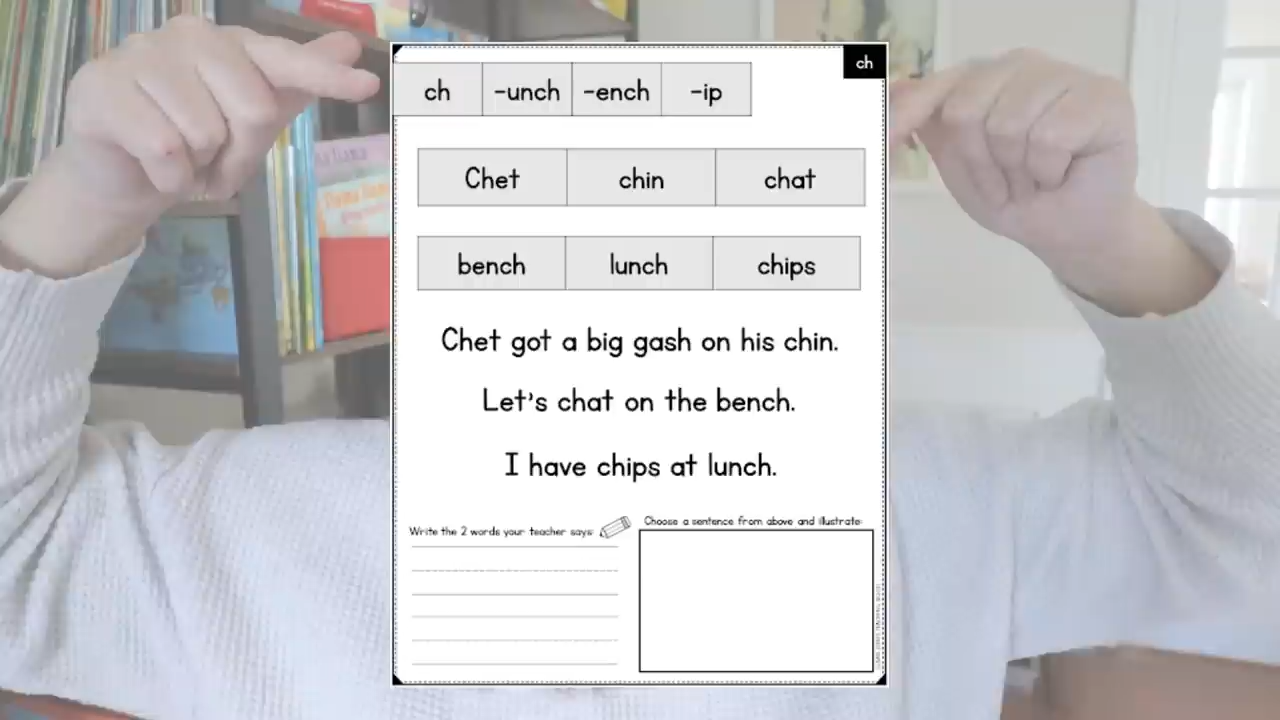 ch
ch -unch -ench -ip
Chet chin chat
bench lunch chips
Chet got a big gash on his chin.
Let's chat on the bench.
I have chips at lunch.
Write the 2 words your teacher says:
Choose a sentence from above and illustrate: